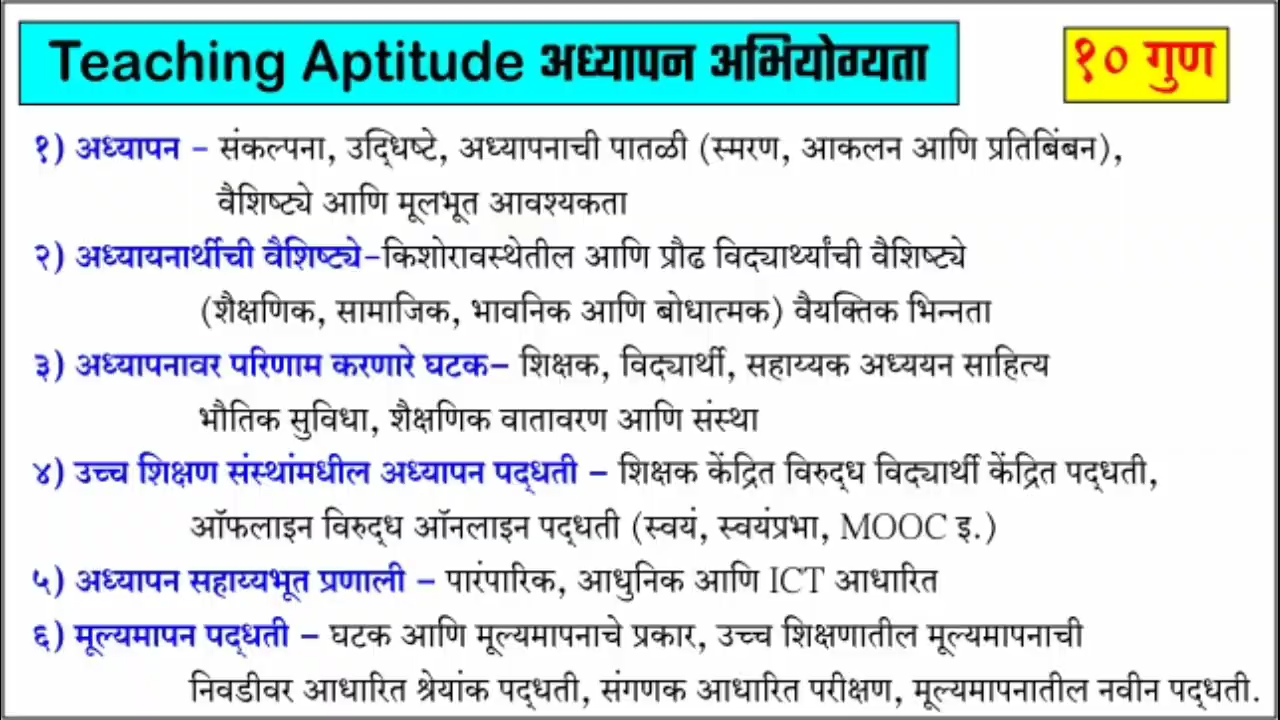 Teaching Aptitude अध्यापन अभियोग्यता
१० गुण
१) अध्यापन – संकल्पना, उद्धिष्टे, अध्यापनाची पातळी (स्मरण, आकलन आणि प्रतिबिंबन),
वैशिष्ट्ये आणि मूलभूत आवश्यकता
२) अध्यायनार्थीची वैशिष्ट्ये–किशोरावस्थेतील आणि प्रौढ विद्यार्थ्यांची वैशिष्ट्ये
(शैक्षणिक, सामाजिक, भावनिक आणि बोधात्मक) वैयक्तिक भिन्नता
३) अध्यापनावर परिणाम करणारे घटक– शिक्षक, विद्यार्थी, सहाय्यक अध्ययन साहित्य
भौतिक सुविधा, शैक्षणिक वातावरण आणि संस्था
४) उच्च शिक्षण संस्थांमधील अध्यापन पद्धती – शिक्षक केंद्रित विरुद्ध विद्यार्थी केंद्रित पद्धती,
ऑफलाइन विरुद्ध ऑनलाइन पद्धती (स्वयं, स्वयंप्रभा, MOOC इ.)
५) अध्यापन सहाय्यभूत प्रणाली – पारंपारिक, आधुनिक आणि ICT आधारित
६) मूल्यमापन पद्धती – घटक आणि मूल्यमापनाचे प्रकार, उच्च शिक्षणातील मूल्यमापनाची
निवडीवर आधारित श्रेयांक पद्धती, संगणक आधारित परीक्षण, मूल्यमापनातील नवीन पद्धती.